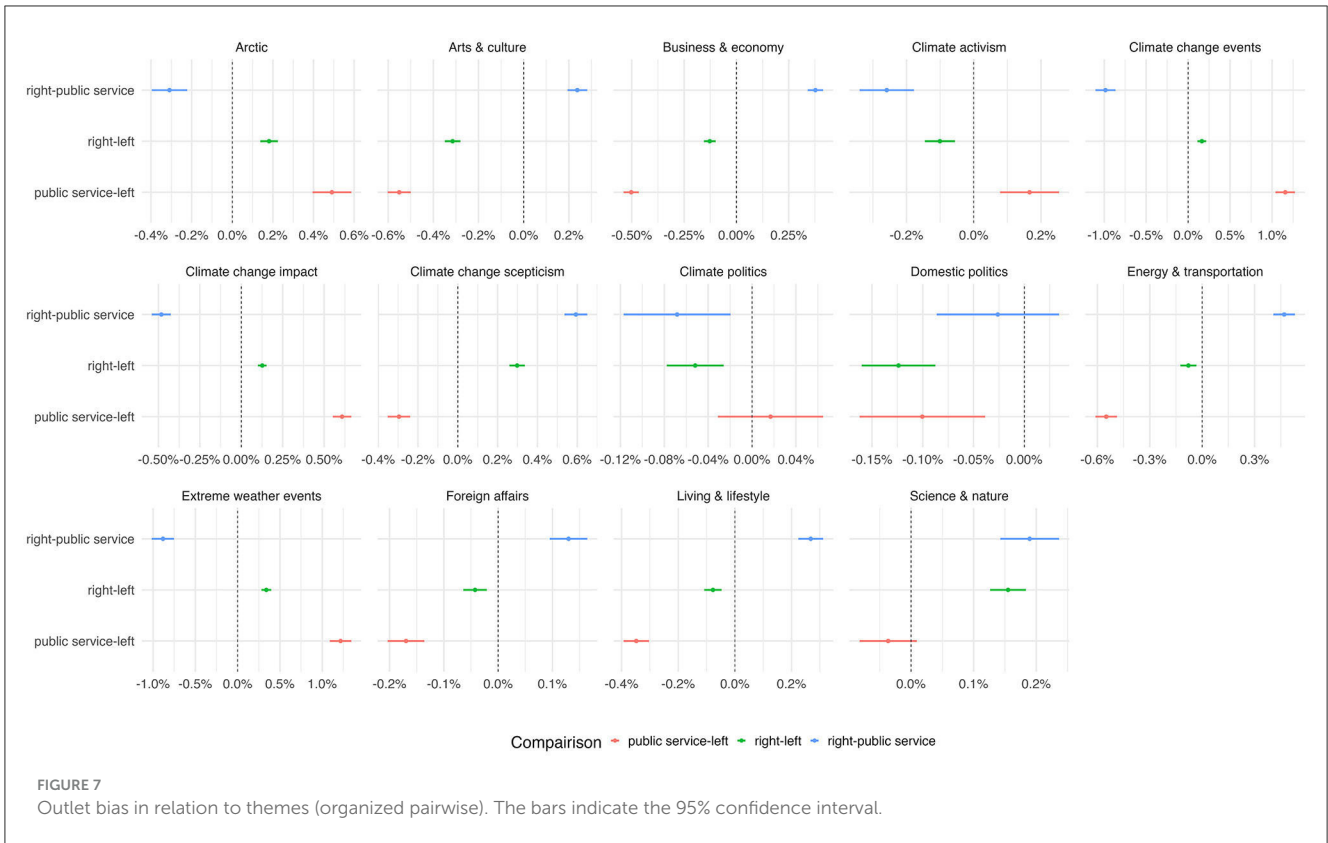 Arctic Arts & culture Business & economy Climate activism Climate change events
right-public service
right-left
public service-left
-0.4% -0.2% 0.0% 0.2% 0.4% 0.6% -0.6% -0.4% -0.2% 0.0% 0.2% -0.50% -0.25% 0.00% 0.25% -0.2% 0.0% 0.2% -1.0% -0.5% 0.0% 0.5% 1.0%
Climate change impact Climate change scepticism Climate politics Domestic politics Energy & transportation
right-public service
right-left
public service-left
-0.50% -0.25% 0.00% 0.25% 0.50% -0.4% -0.2% 0.0% 0.2% 0.4% 0.6% -0.12% -0.08% -0.04% 0.00% 0.04% -0.15% -0.10% -0.05% 0.00% -0.6% -0.3% 0.0% 0.3%
Extreme weather events Foreign affairs Living & lifestyle Science & nature
right-public service
right-left
public service-left
-1.0% -0.5% 0.0% 0.5% 1.0% -0.2% -0.1% 0.0% 0.1% -0.4% -0.2% 0.0% 0.2% 0.0% 0.1% 0.2%
Compairison public service-left right-left right-public service
FIGURE 7
Outlet bias in relation to themes (organized pairwise). The bars indicate the 95% confidence interval.